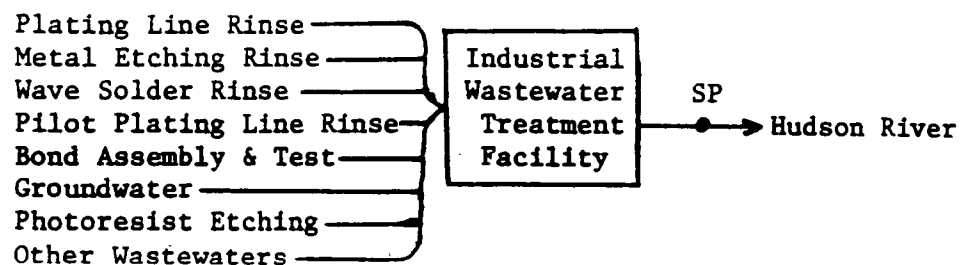 Plating Line Rinse
Metal Etching Rinse
Wave Solder Rinse
Pilot Plating Line Rinse
Bond Assembly & Test
Groundwater
Photoresist Etching
Other Wastewaters
Industrial
Wastewater
Treatment
Facility
SP
Hudson River